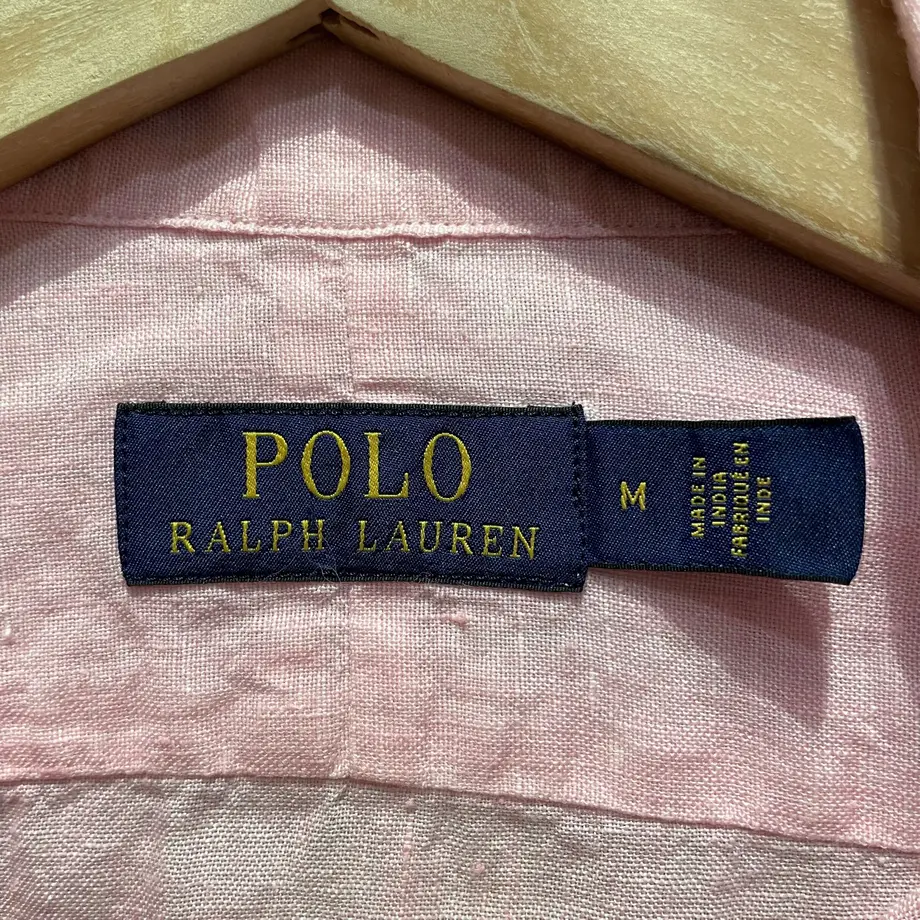 POLO
RALPH LAUREN
M
MADE IN
INDIA
FABRIQUÉ EN
INDE